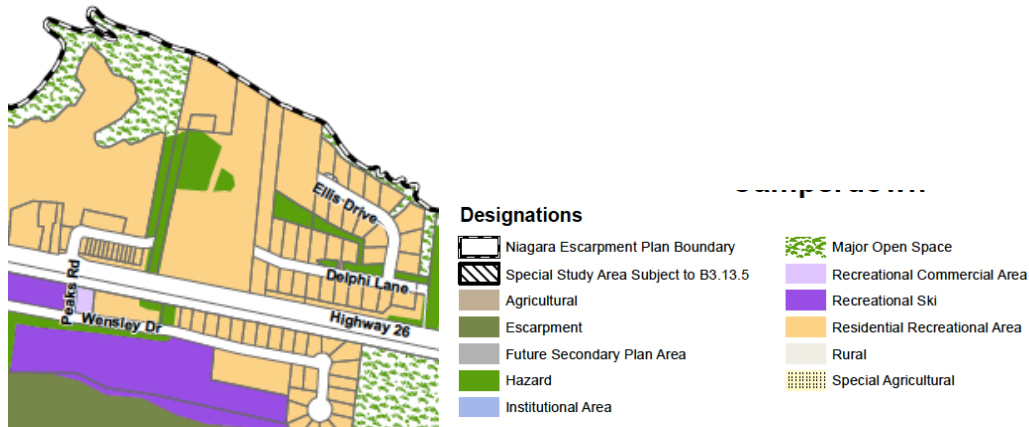 Ellis Drive
Delphi Lane
Peaks Rd
Highway 26
Wensley Dr
Designations
Niagara Escarpment Plan Boundary
Special Study Area Subject to B3.13.5
Agricultural
Escarpment
Future Secondary Plan Area
Hazard
Institutional Area
Major Open Space
Recreational Commercial Area
Recreational Ski
Residential Recreational Area
Rural
Special Agricultural